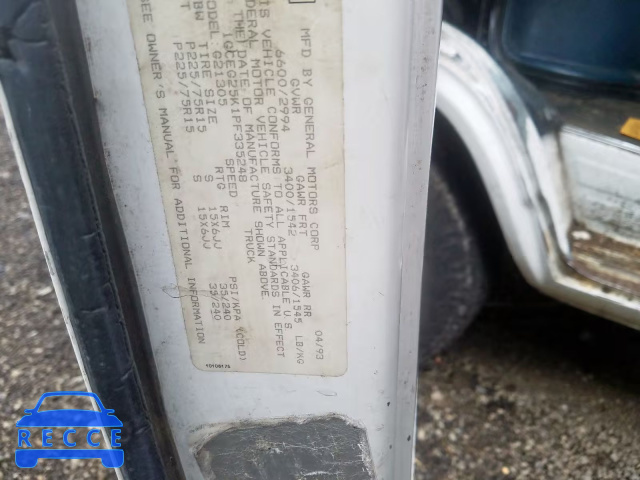 MFD BY GENERAL MOTORS CORP 04/93
GVWR GAWR FRT GAWR RR
6600/2994 3400/1542 3406/1545 LB/KG
VEHICLE CONFORMS TO ALL APPLICABLE U.S.
FEDERAL MOTOR VEHICLE SAFETY STANDARDS IN EFFECT
THE DATE OF MANUFACTURE SHOWN ABOVE
1GCEG25K1PF335248 TRUCK
MODEL: G21305
TIRE SIZE SPEED RTG RIM PSI/KPA (COLD)
P225/75R15 S 15X6JJ 35/240
P225/75R15 S 15X6JJ 35/240
SEE OWNER'S MANUAL FOR ADDITIONAL INFORMATION
RECCE